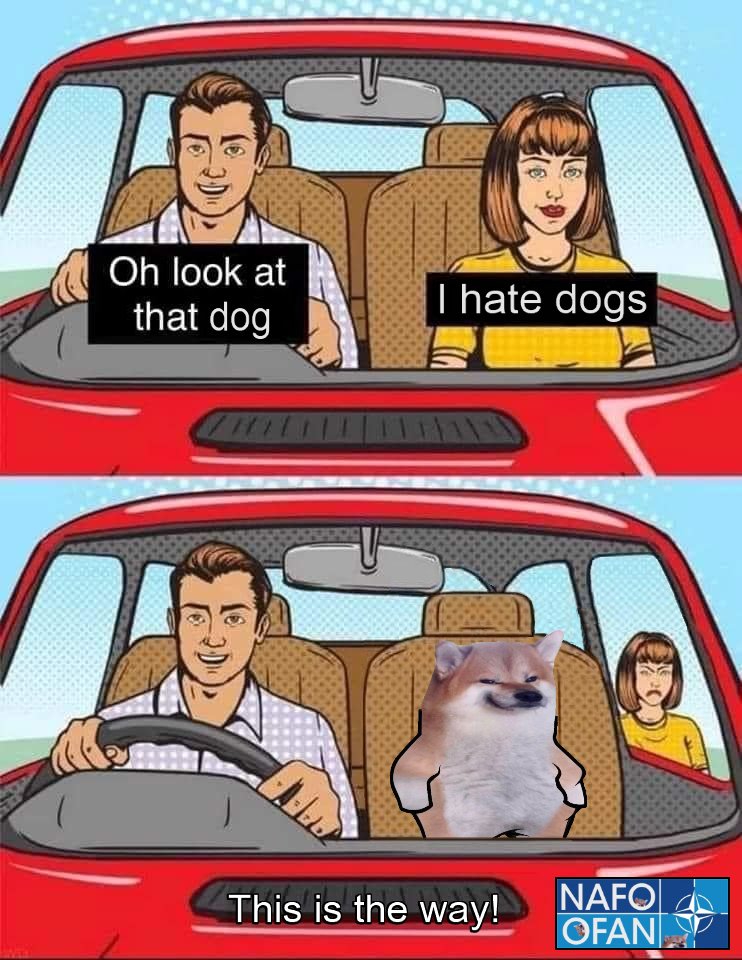 Oh look at
that dog
I hate dogs
This is the way!
NAFO
OFAN